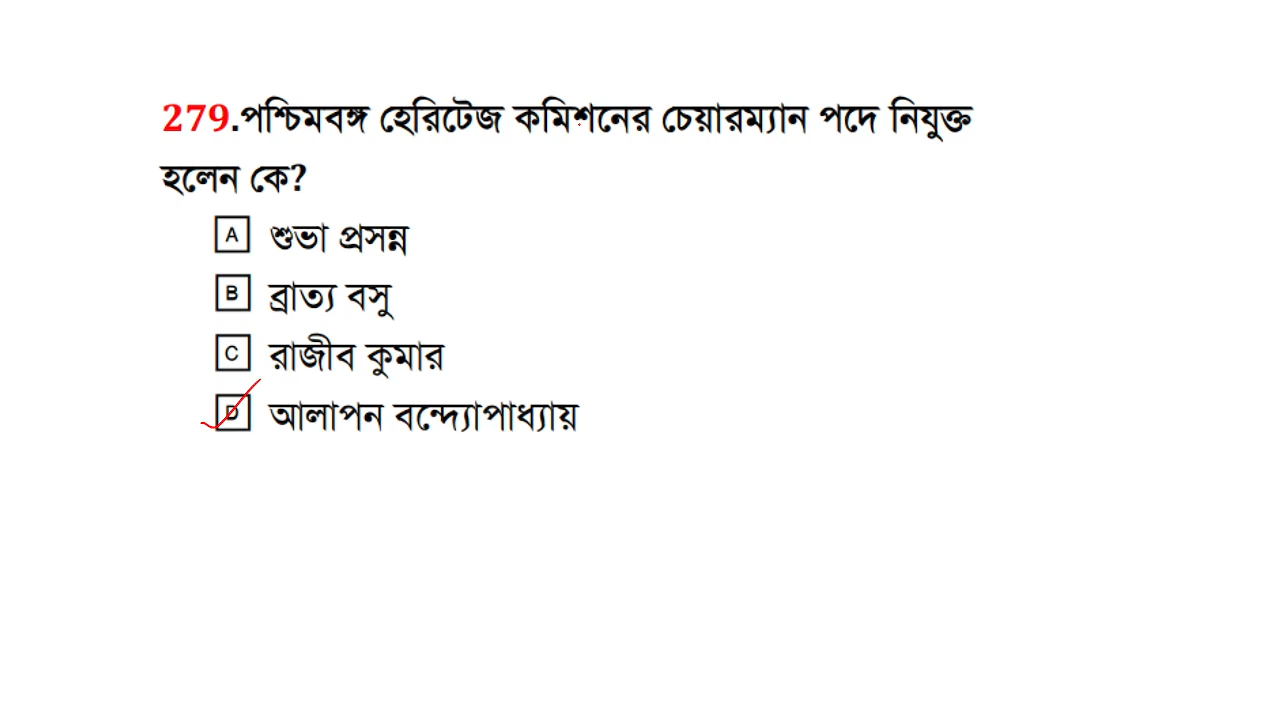 279.পশ্চিমবঙ্গ হেরিটেজ কমিশনের চেয়ারম্যান পদে নিযুক্ত
হলেন কে?
A শুভা প্রসন্ন
B ব্রাত্য বসু
C রাজীব কুমার
D আলাপন বন্দ্যোপাধ্যায়